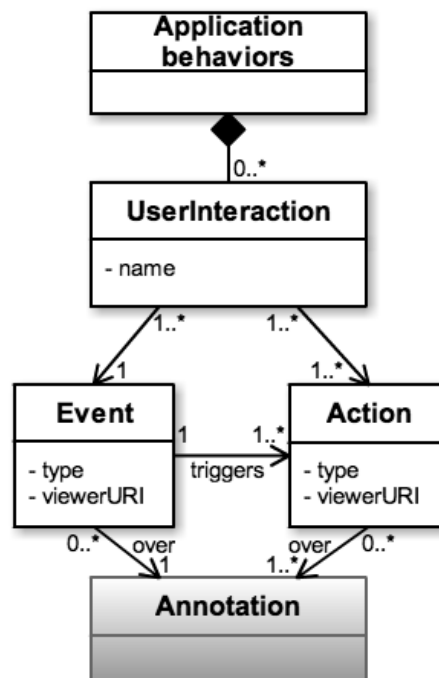 Application
behaviors
0..*
UserInteraction
- name
1..* 1..*
1 1..*
Event
- type
- viewerURI
1 1..*
triggers
Action
- type
- viewerURI
0..* over
1
over 0..*
1..*
Annotation